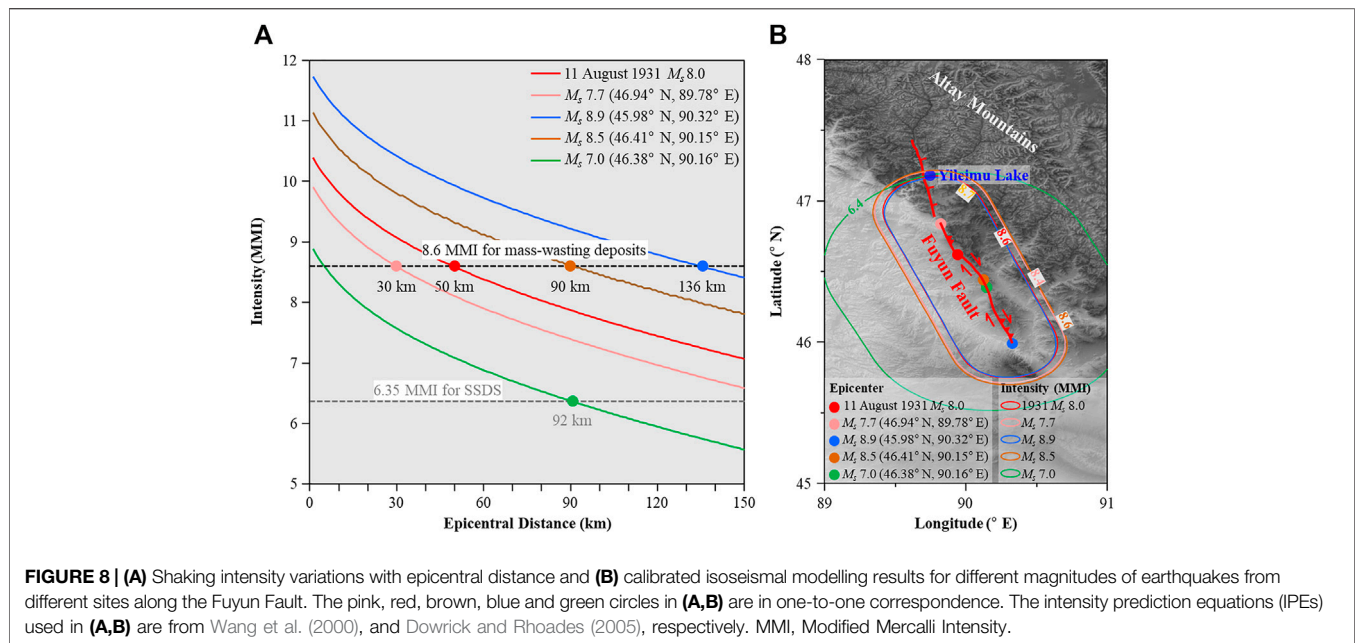 A
12
11
10
9
8
7
6
5
Intensity (MMI)
11 August 1931 Ms 8.0
Ms 7.7 (46.94° N, 89.78° E)
Ms 8.9 (45.98° N, 90.32° E)
Ms 8.5 (46.41° N, 90.15° E)
Ms 7.0 (46.38° N, 90.16° E)
8.6 MMI for mass-wasting deposits
30 km
50 km
90 km
136 km
6.35 MMI for SSDS
92 km
0
30
60
90
120
150
Epicentral Distance (km)
B
48
47
46
45
Latitude (° N)
Altay Mountains
Yileimu Lake
6.4
8.6
8.6
Fuyun Fault
Epicenter
11 August 1931 Ms 8.0
Ms 7.7 (46.94° N, 89.78° E)
Ms 8.9 (45.98° N, 90.32° E)
Ms 8.5 (46.41° N, 90.15° E)
Ms 7.0 (46.38° N, 90.16° E)
Intensity (MMI)
1931 Ms 8.0
Ms 7.7
Ms 8.9
Ms 8.5
Ms 7.0
89
90
91
Longitude (° E)
FIGURE 8 | (A) Shaking intensity variations with epicentral distance and (B) calibrated isoseismal modelling results for different magnitudes of earthquakes from
different sites along the Fuyun Fault. The pink, red, brown, blue and green circles in (A,B) are in one-to-one correspondence. The intensity prediction equations (IPEs)
used in (A,B) are from Wang et al. (2000), and Dowrick and Rhoades (2005), respectively. MMI, Modified Mercalli Intensity.